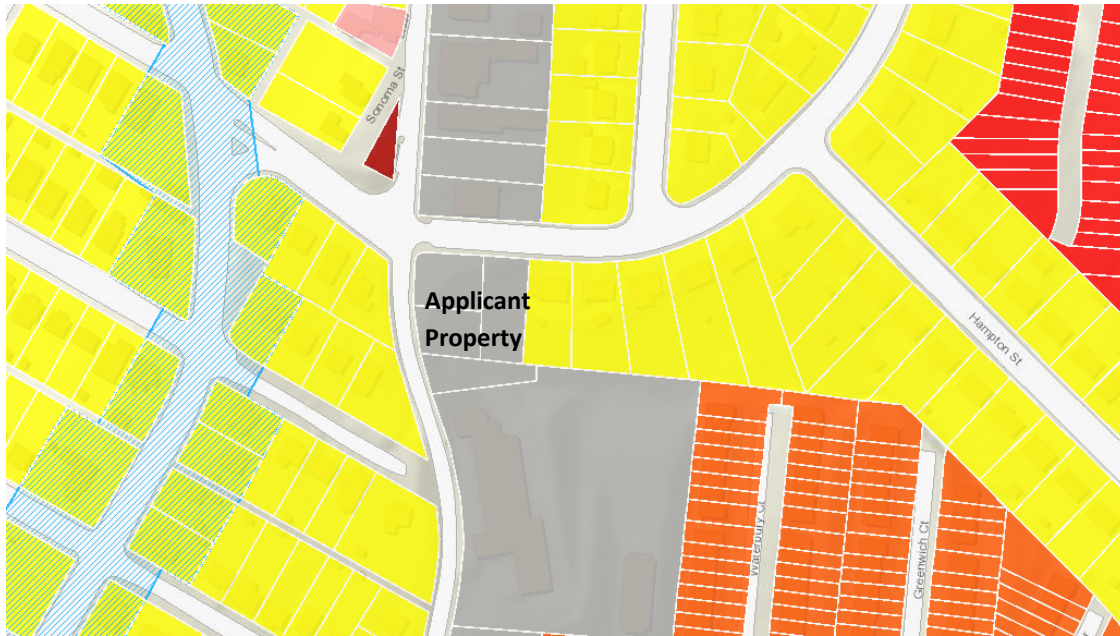 Sonoma St
Applicant
Property
Hampton St
Waterbury Ct
Greenwich Ct